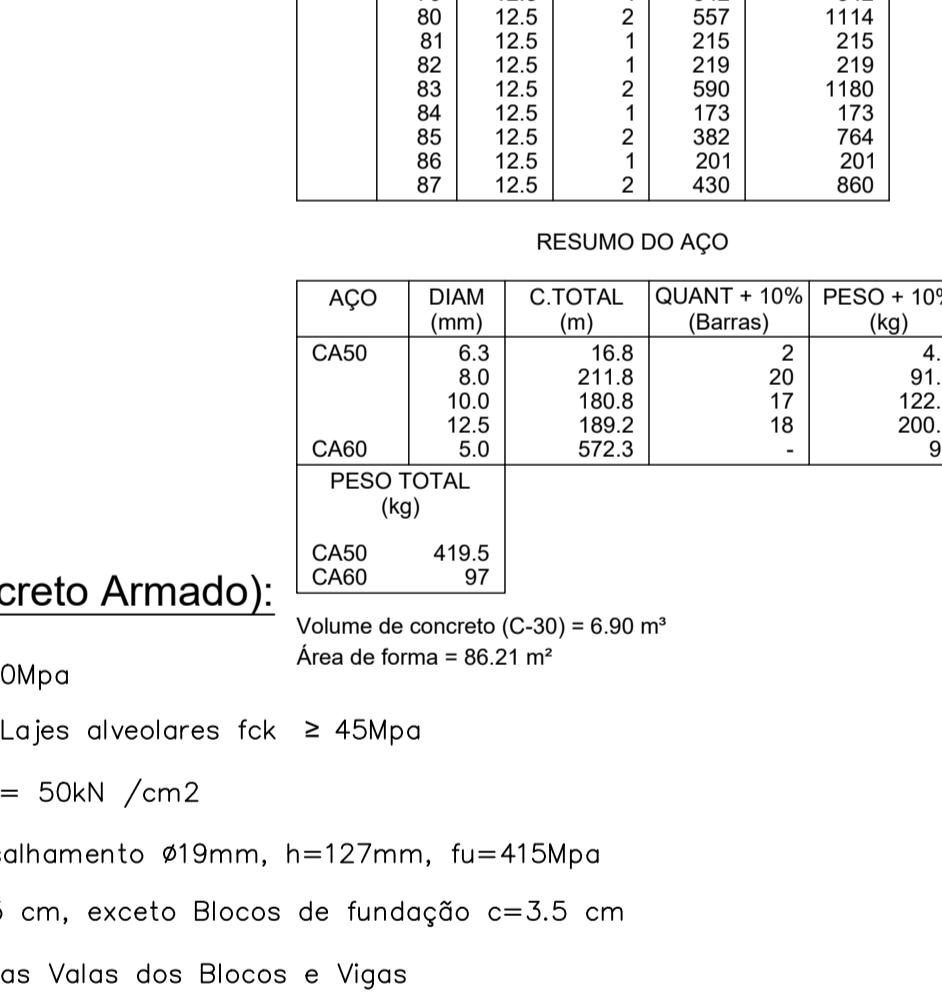 80 12.5 2 557 1114
81 12.5 1 215 215
82 12.5 1 219 219
83 12.5 2 590 1180
84 12.5 1 173 173
85 12.5 2 382 764
86 12.5 1 201 201
87 12.5 2 430 860
RESUMO DO AÇO
AÇO DIAM C.TOTAL QUANT + 10% PESO + 10%
(mm) (m) (Barras) (kg)
CA50 6.3 16.8 2 4.
8.0 211.8 20 91.
10.0 180.8 17 122.
12.5 189.2 18 200.
CA60 5.0 572.3 - 9
PESO TOTAL
(kg)
CA50 419.5
CA60 97
creto Armado):
Volume de concreto (C-30) = 6.90 m³
Área de forma = 86.21 m²
0Mpa
Lajes alveolares fck ≥ 45Mpa
= 50kN /cm2
salhamento ø19mm, h=127mm, fu=415Mpa
cm, exceto Blocos de fundação c=3.5 cm
as Valas dos Blocos e Vigas